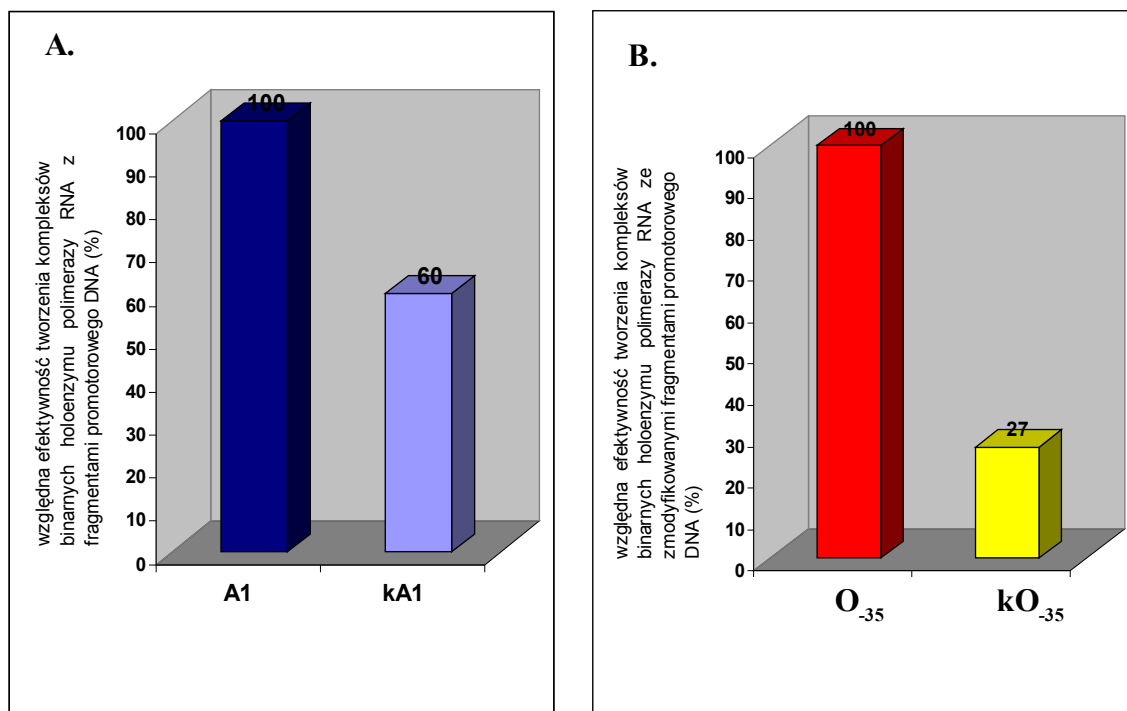 A.
względna efektywność tworzenia kompleksów
binarnych holoenzymu polimerazy RNA z
fragmentami promotorowego DNA (%)
100
90
80
70
60
50
40
30
20
10
0
100
60
A1
kA1
B.
względna efektywność tworzenia kompleksów
binarnych holoenzymu polimerazy RNA ze
zmodyfikowanymi fragmentami promotorowego
DNA (%)
100
90
80
70
60
50
40
30
20
10
0
100
27
O-35
kO-35